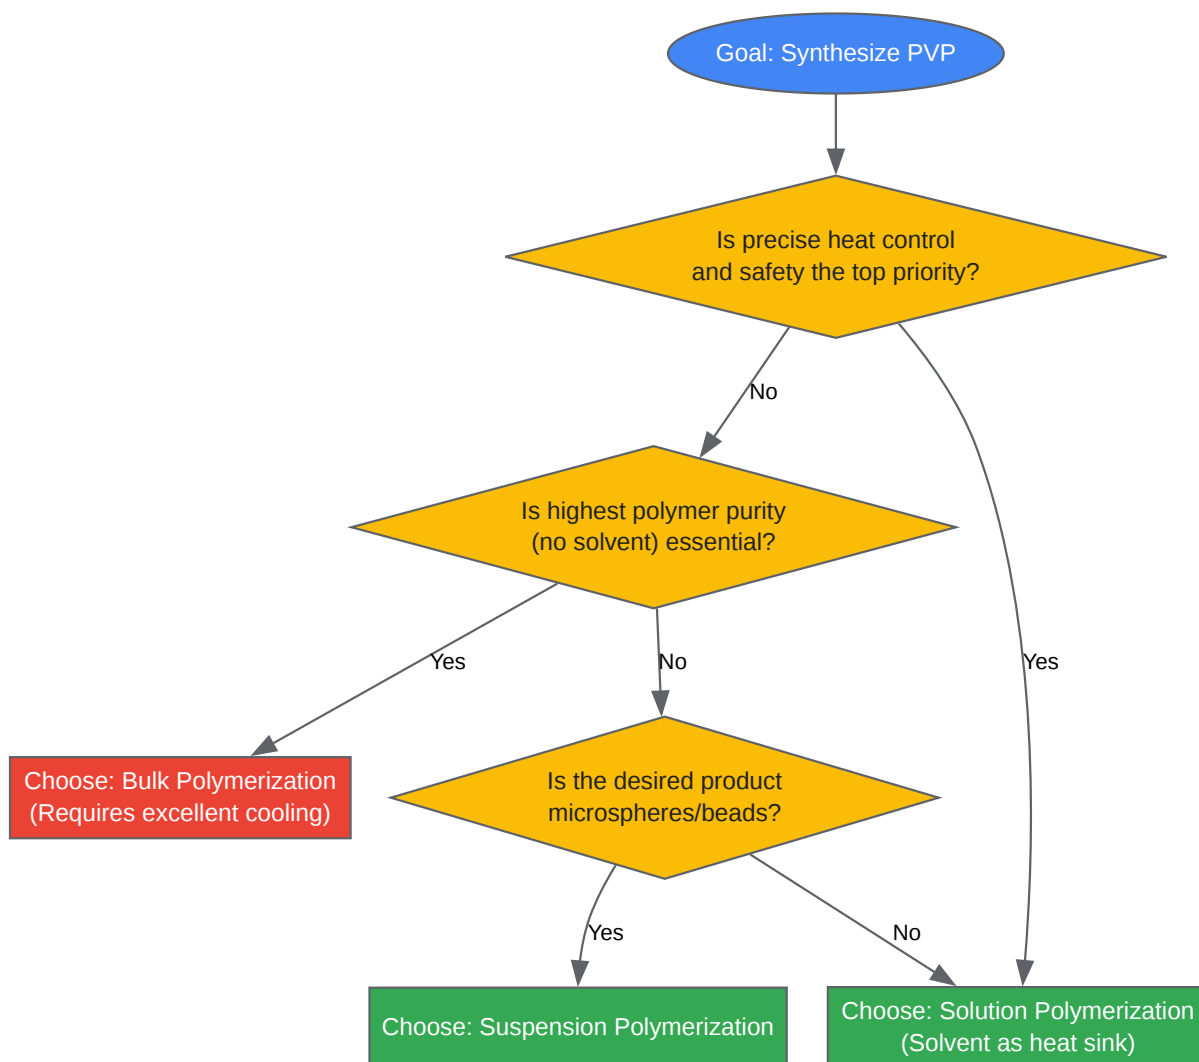 Goal: Synthesize PVP
Is precise heat control
and safety the top priority?
No
Is highest polymer purity
(no solvent) essential?
Yes
No
Yes
Is the desired product
microspheres/beads?
Choose: Bulk Polymerization
(Requires excellent cooling)
Yes
No
Choose: Suspension Polymerization
Choose: Solution Polymerization
(Solvent as heat sink)